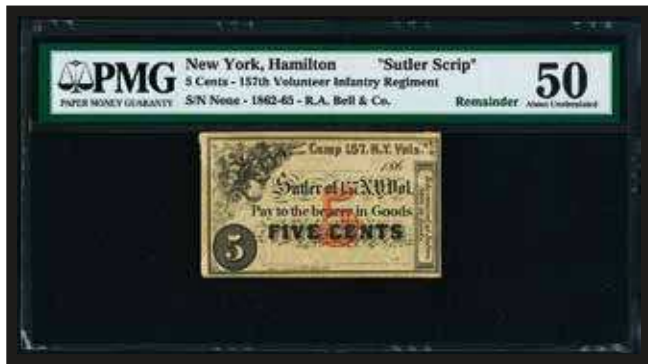 PMG
PAPER MONEY GUARANTY
New York, Hamilton "Sutler Scrip"
5 Cents - 157th Volunteer Infantry Regiment
S/N None - 1862-65 - R.A. Bell & Co.
Remainder
50
About Uncirculated
Camp 157. N.Y. Vols.
186
Sutler of 157 N.Y. Vol.
Pay to the bearer in Goods
5
FIVE CENTS
5